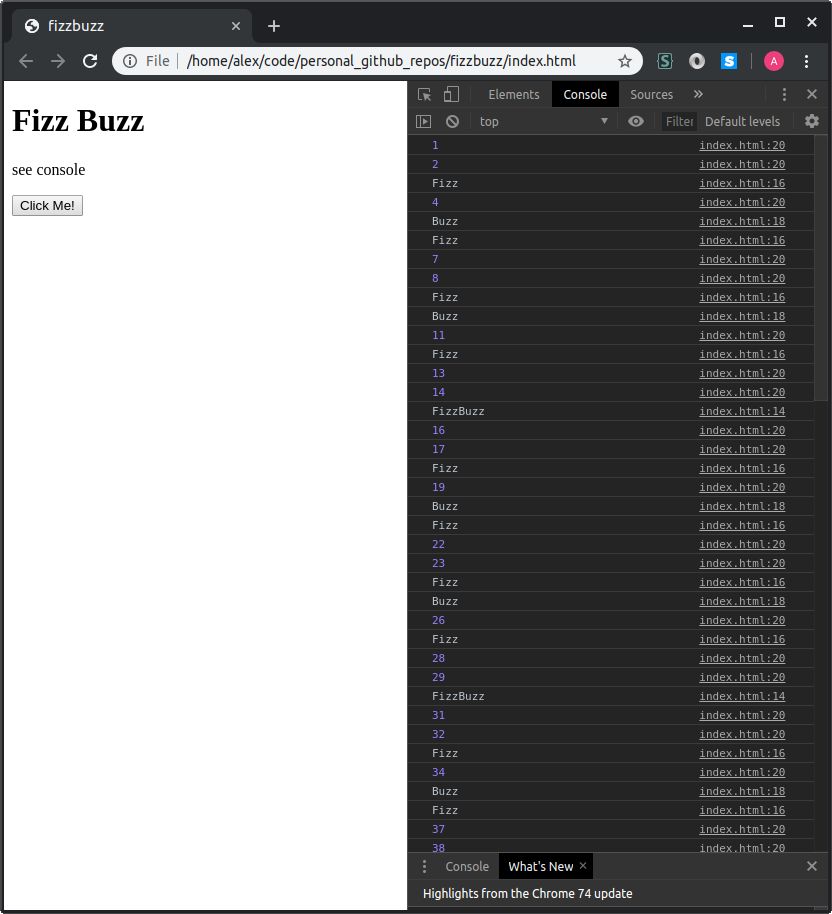 fizzbuzz
File /home/alex/code/personal_github_repos/fizzbuzz/index.html S S A
Fizz Buzz
see console
Click Me!
Elements Console Sources
top Filter Default levels
1 index.html:20
2 index.html:20
Fizz index.html:16
4 index.html:20
Buzz index.html:18
Fizz index.html:16
7 index.html:20
8 index.html:20
Fizz index.html:16
Buzz index.html:18
11 index.html:20
Fizz index.html:16
13 index.html:20
14 index.html:20
FizzBuzz index.html:14
16 index.html:20
17 index.html:20
Fizz index.html:16
19 index.html:20
Buzz index.html:18
Fizz index.html:16
22 index.html:20
23 index.html:20
Fizz index.html:16
Buzz index.html:18
26 index.html:20
Fizz index.html:16
28 index.html:20
29 index.html:20
FizzBuzz index.html:14
31 index.html:20
32 index.html:20
Fizz index.html:16
34 index.html:20
Buzz index.html:18
Fizz index.html:16
37 index.html:20
38 index.html:20
Console What's New
Highlights from the Chrome 74 update